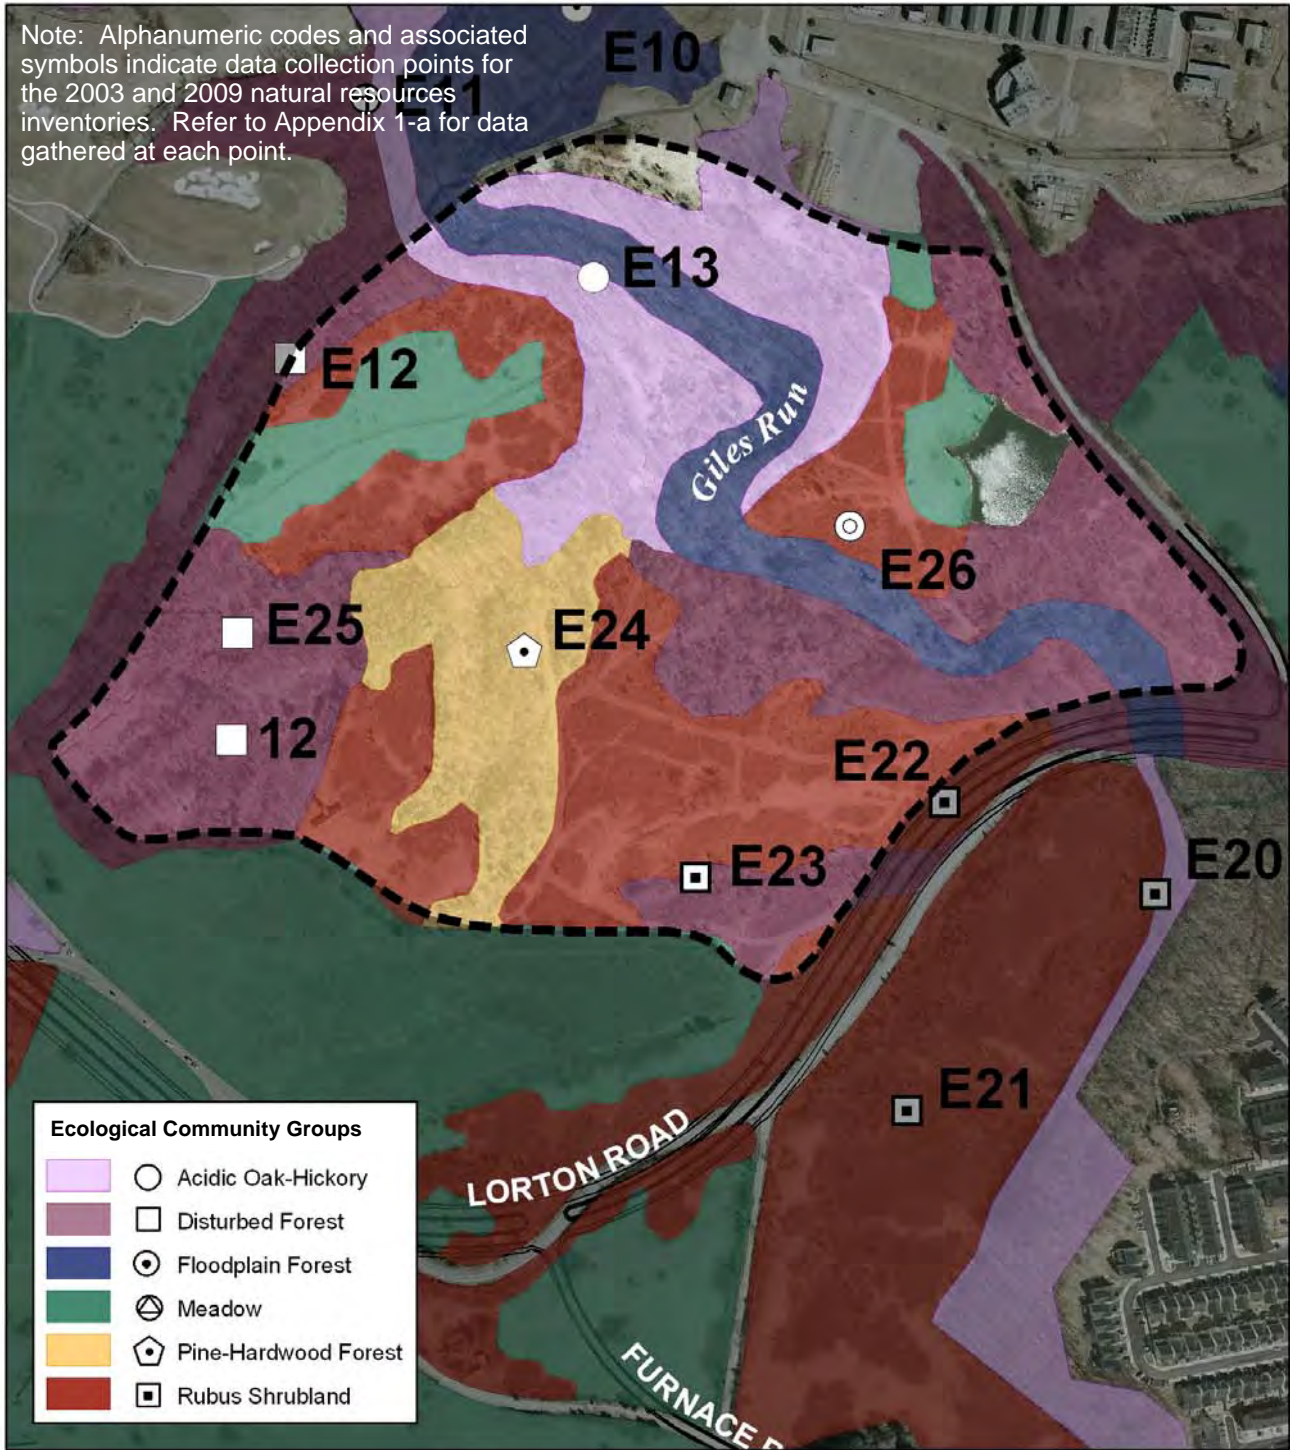 Note: Alphanumeric codes and associated
symbols indicate data collection points for
the 2003 and 2009 natural resources
inventories. Refer to Appendix 1-a for data
gathered at each point.
E10
E11
E13
E12
Giles Run
E26
E25
E24
12
E22
E23
E20
E21
LORTON ROAD
FURNACE
Ecological Community Groups
Acidic Oak-Hickory
Disturbed Forest
Floodplain Forest
Meadow
Pine-Hardwood Forest
Rubus Shrubland